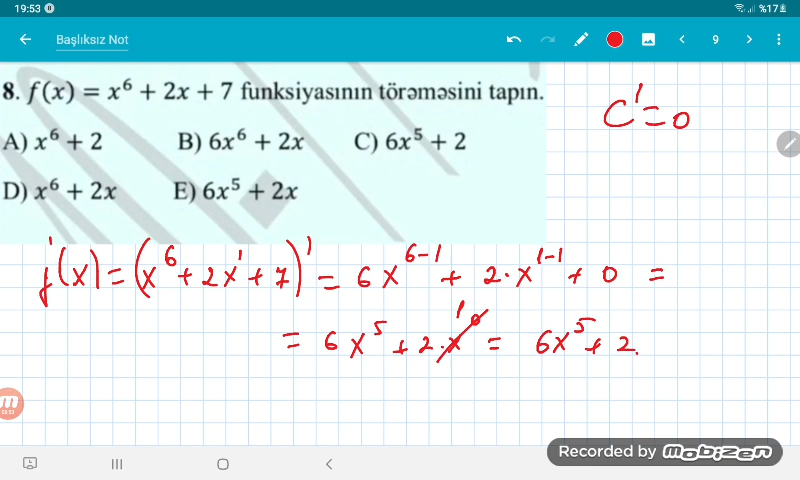 19:53 %17
Başlıksız Not 9
8. f(x) = x⁶ + 2x + 7 funksiyasının törəməsini tapın.
A) x⁶ + 2 B) 6x⁶ + 2x C) 6x⁵ + 2
D) x⁶ + 2x E) 6x⁵ + 2x
C' = 0
f'(x) = (x⁶ + 2x¹ + 7)' = 6x⁶⁻¹ + 2·x¹⁻¹ + 0 =
= 6x⁵ + 2·x⁰ 1 = 6x⁵ + 2.
Recorded by mobizen